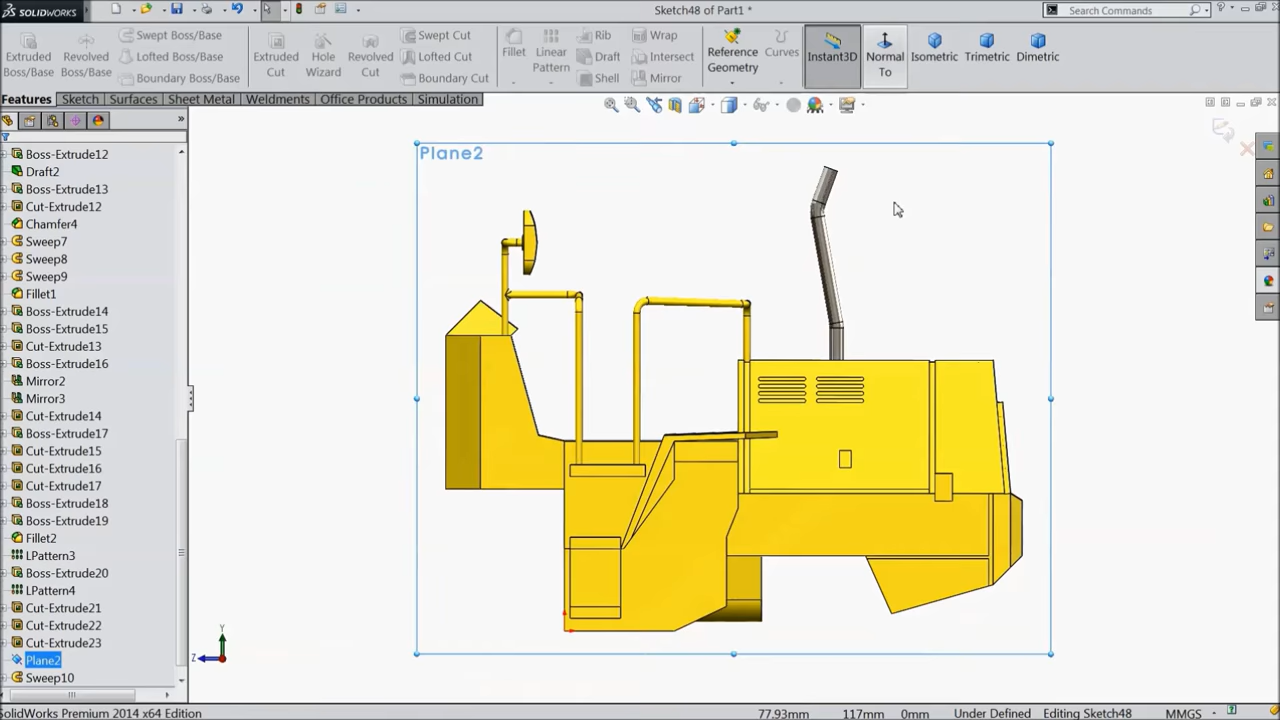 SOLIDWORKS
Sketch48 of Part1 *
Search Commands
Extruded Boss/Base
Revolved Boss/Base
Swept Boss/Base
Lofted Boss/Base
Boundary Boss/Base
Extruded Cut
Hole Wizard
Revolved Cut
Swept Cut
Lofted Cut
Boundary Cut
Fillet
Linear Pattern
Rib
Draft
Shell
Wrap
Intersect
Mirror
Reference Geometry
Curves
Instant3D
Normal To
Isometric
Trimetric
Dimetric
Features Sketch Surfaces Sheet Metal Weldments Office Products Simulation
Boss-Extrude12
Draft2
Boss-Extrude13
Cut-Extrude12
Chamfer4
Sweep7
Sweep8
Sweep9
Fillet1
Boss-Extrude14
Boss-Extrude15
Cut-Extrude13
Boss-Extrude16
Mirror2
Mirror3
Cut-Extrude14
Boss-Extrude17
Cut-Extrude15
Cut-Extrude16
Cut-Extrude17
Boss-Extrude18
Boss-Extrude19
Fillet2
LPattern3
Boss-Extrude20
LPattern4
Cut-Extrude21
Cut-Extrude22
Cut-Extrude23
Plane2
Sweep10
Plane2
Y
Z
SolidWorks Premium 2014 x64 Edition
77.93mm 117mm 0mm Under Defined Editing Sketch48 MMGS